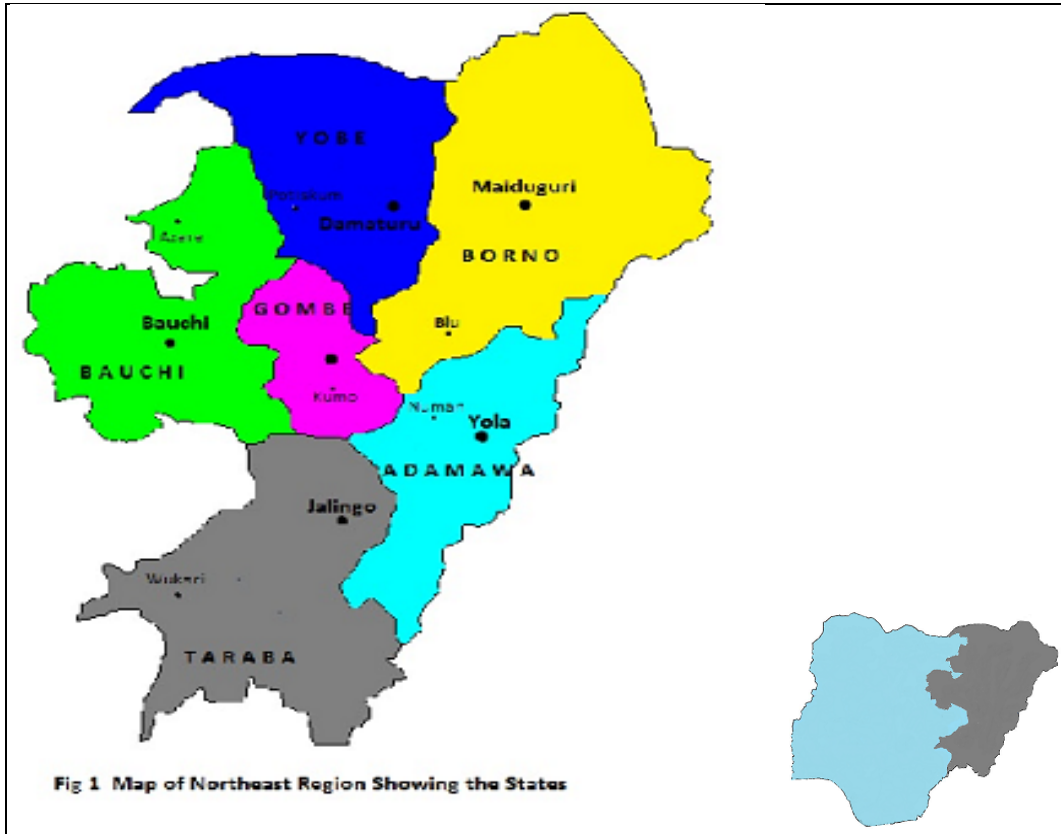 YOBE
Potiskum
Damaturu
Maiduguri
BORNO
Azare
GOMBE
Bauchi
BAUCHI
Biu
Kumo
Numan
Yola
ADAMAWA
Jalingo
Wukari
TARABA
Fig 1 Map of Northeast Region Showing the States